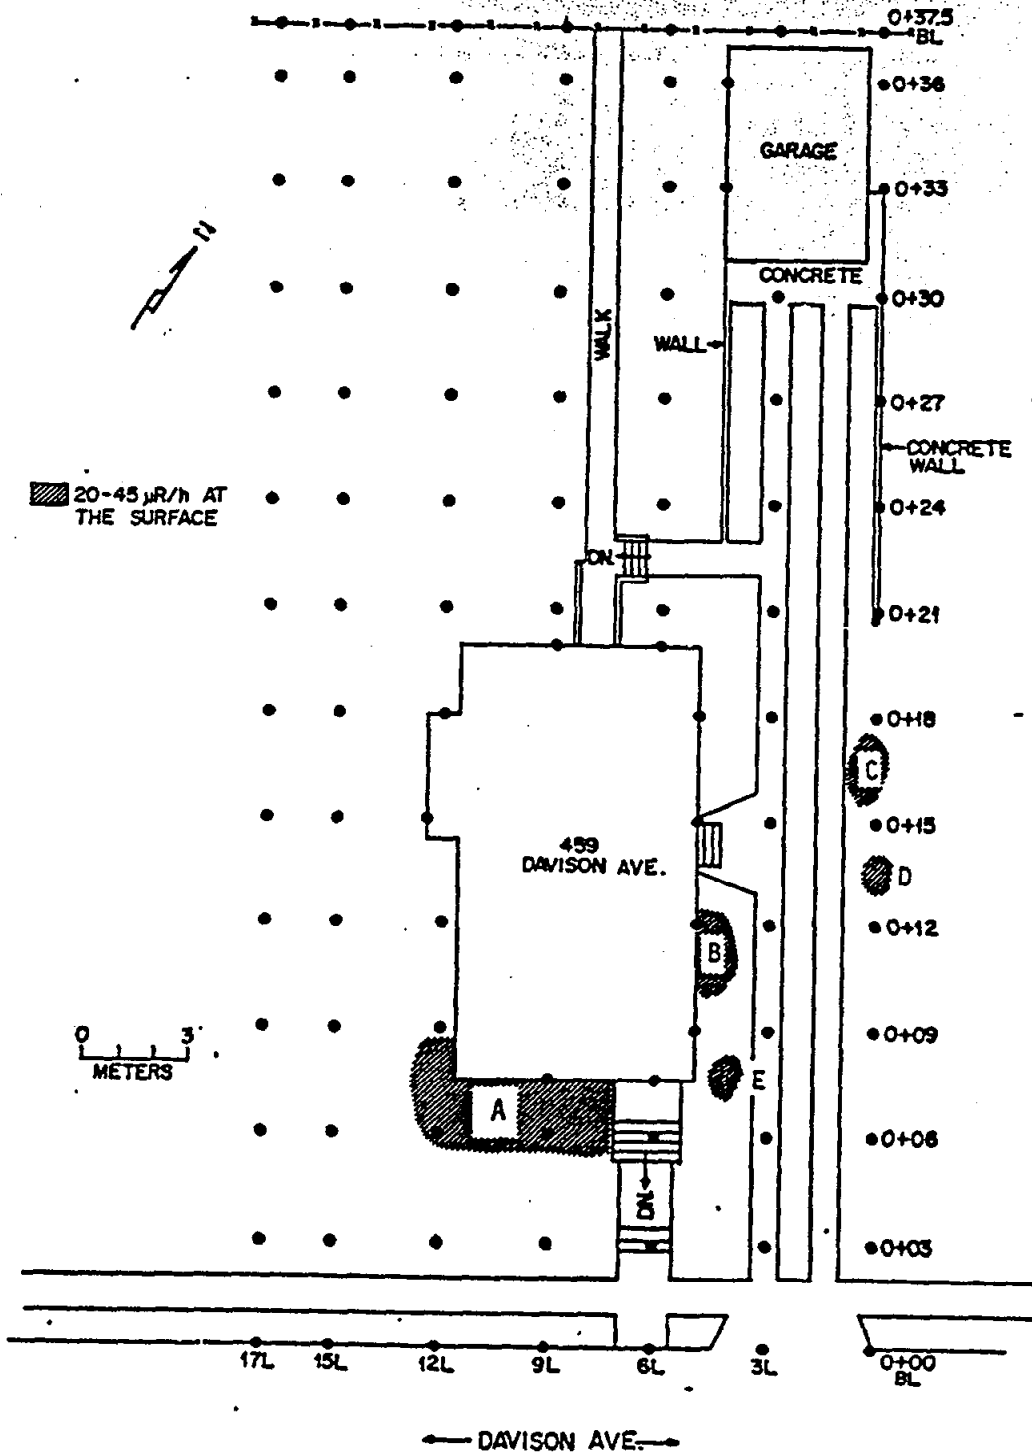 0+37.5
BL
0+36
GARAGE
0+33
N
CONCRETE
0+30
WALK
WALL
0+27
CONCRETE
WALL
20-45 μR/h AT
THE SURFACE
0+24
DN.
0+21
0+18
C
0+15
459
DAVISON AVE.
D
0+12
B
0+09
0 3
METERS
E
A
0+06
DN.
0+03
17L 15L 12L 9L 6L 3L 0+00
BL
DAVISON AVE.